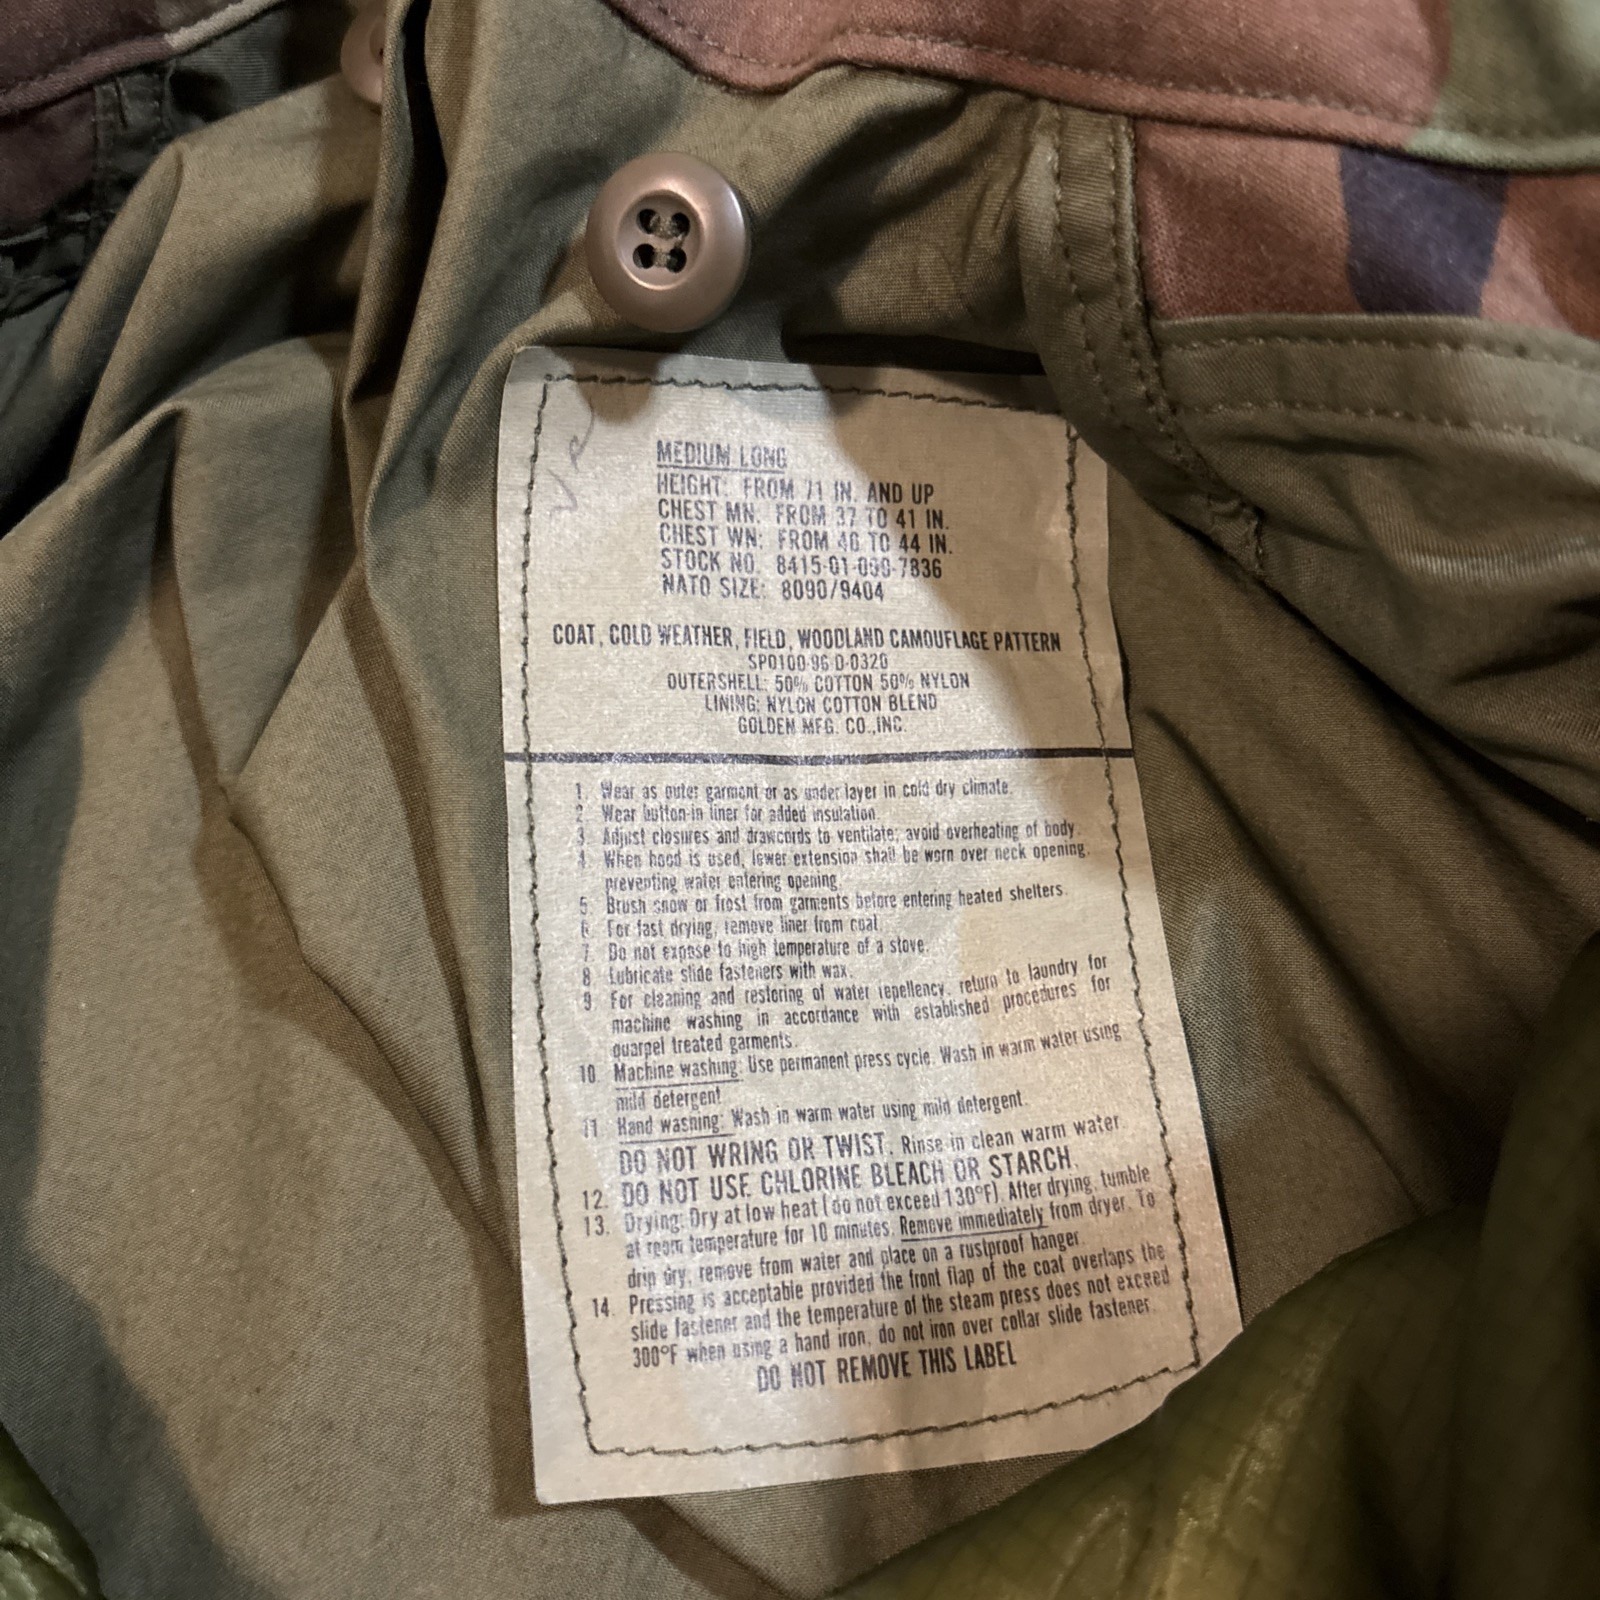 MEDIUM LONG
HEIGHT: FROM 71 IN. AND UP
CHEST MN: FROM 37 TO 41 IN.
CHEST WN: FROM 40 TO 44 IN.
STOCK NO. 8415-01-099-7836
NATO SIZE: 8090/9404
COAT, COLD WEATHER, FIELD, WOODLAND CAMOUFLAGE PATTERN
SPO100-96-D-0320
OUTERSHELL: 50% COTTON 50% NYLON
LINING: NYLON COTTON BLEND
GOLDEN MFG. CO.,INC.
1. Wear as outer garment or as under layer in cold dry climate.
2. Wear button-in liner for added insulation.
3. Adjust closures and drawcords to ventilate; avoid overheating of body.
4. When hood is used, lower extension shall be worn over neck opening,
preventing water entering opening.
5. Brush snow or frost from garments before entering heated shelters.
6. For fast drying, remove liner from coat.
7. Do not expose to high temperature of a stove.
8. Lubricate slide fasteners with wax.
9. For cleaning and restoring of water repellency, return to laundry for
machine washing in accordance with established procedures for
quarpel treated garments.
10. Machine washing: Use permanent press cycle. Wash in warm water using
mild detergent.
11. Hand washing: Wash in warm water using mild detergent.
DO NOT WRING OR TWIST. Rinse in clean warm water.
12. DO NOT USE CHLORINE BLEACH OR STARCH.
13. Drying: Dry at low heat (do not exceed 130°F). After drying, tumble
at room temperature for 10 minutes. Remove immediately from dryer. To
drip dry, remove from water and place on a rustproof hanger.
14. Pressing is acceptable provided the front flap of the coat overlaps the
slide fastener and the temperature of the steam press does not exceed
300°F when using a hand iron, do not iron over collar slide fastener.
DO NOT REMOVE THIS LABEL